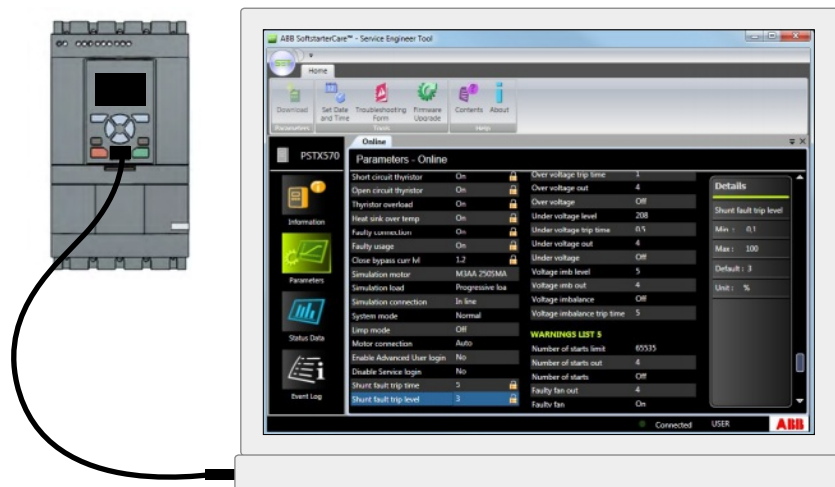 ABB SoftstarterCare™ - Service Engineer Tool
Home
Download
Set Date and Time
Troubleshooting Form
Firmware Upgrade
Contents
About
Parameters
Tools
Help
Online
PSTX570
Parameters - Online
Information
Parameters
Status Data
Event Log
Short circuit thyristor On
Open circuit thyristor On
Thyristor overload On
Heat sink over temp On
Faulty connection On
Faulty usage On
Close bypass curr lvl 1.2
Simulation motor M3AA 250SMA
Simulation load Progressive loa
Simulation connection In line
System mode Normal
Limp mode Off
Motor connection Auto
Enable Advanced User login No
Disable Service login No
Shunt fault trip time 5
Shunt fault trip level 3
Over voltage trip time 1
Over voltage out 4
Over voltage Off
Under voltage level 208
Under voltage trip time 0.5
Under voltage out 4
Under voltage Off
Voltage imb level 5
Voltage imb out 4
Voltage imbalance Off
Voltage imbalance trip time 5
WARNINGS LIST 5
Number of starts limit 65535
Number of starts out 4
Number of starts Off
Faulty fan out 4
Faulty fan On
Details
Shunt fault trip level
Min : 0,1
Max : 100
Default : 3
Unit : %
Connected
USER
ABB